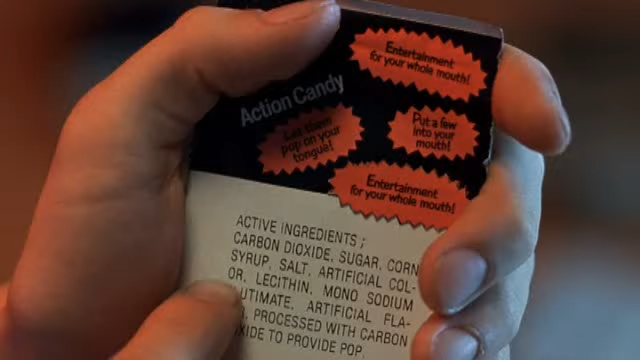 Entertainment
for your whole mouth!
Action Candy
Let them
pop on your
tongue!
Put a few
into your
mouth!
Entertainment
for your whole mouth!
ACTIVE INGREDIENTS ;
CARBON DIOXIDE, SUGAR, CORN
SYRUP, SALT, ARTIFICIAL COL-
OR, LECITHIN, MONO SODIUM
UTIMATE, ARTIFICIAL FLA-
PROCESSED WITH CARBON
XIDE TO PROVIDE POP.